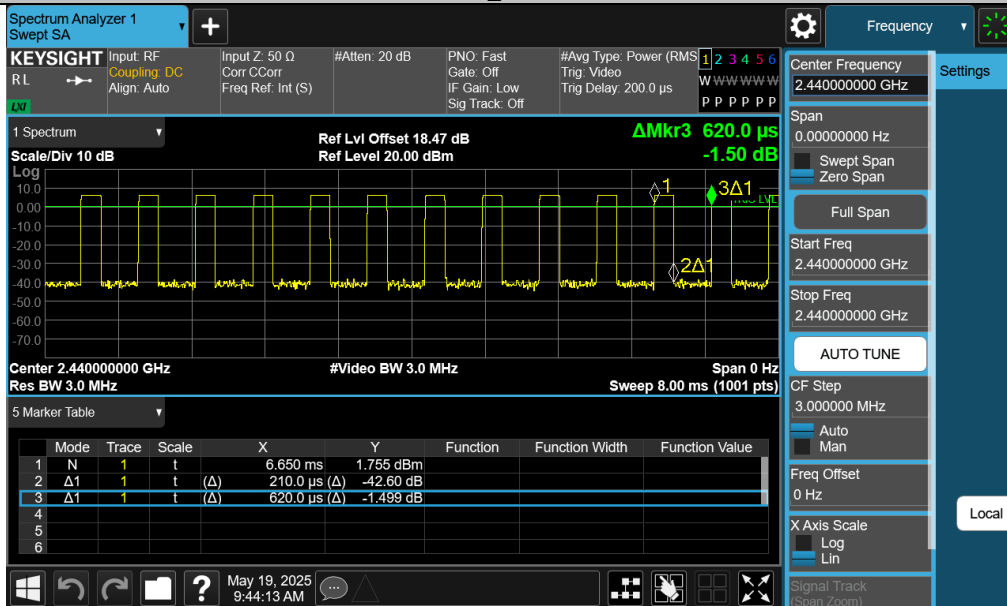 Spectrum Analyzer 1
Swept SA
+
Frequency
KEYSIGHT
R L
LXI
Input: RF
Coupling: DC
Align: Auto
Input Z: 50 Ω
Corr CCorr
Freq Ref: Int (S)
#Atten: 20 dB
PNO: Fast
Gate: Off
IF Gain: Low
Sig Track: Off
#Avg Type: Power (RMS
Trig: Video
Trig Delay: 200.0 µs
1 2 3 4 5 6
W W W W W W
P P P P P P
1 Spectrum
Scale/Div 10 dB
Ref Lvl Offset 18.47 dB
Ref Level 20.00 dBm
ΔMkr3 620.0 µs
-1.50 dB
Log
10.0
0.00
-10.0
-20.0
-30.0
-40.0
-50.0
-60.0
-70.0
1
3Δ1
2Δ1
Center 2.440000000 GHz
Res BW 3.0 MHz
#Video BW 3.0 MHz
Span 0 Hz
Sweep 8.00 ms (1001 pts)
5 Marker Table
Mode Trace Scale X Y Function Function Width Function Value
1 N 1 t 6.650 ms 1.755 dBm
2 Δ1 1 t (Δ) 210.0 µs (Δ) -42.60 dB
3 Δ1 1 t (Δ) 620.0 µs (Δ) -1.499 dB
4
5
6
May 19, 2025
9:44:13 AM
?
Center Frequency
2.440000000 GHz
Settings
Span
0.00000000 Hz
Swept Span
Zero Span
Full Span
Start Freq
2.440000000 GHz
Stop Freq
2.440000000 GHz
AUTO TUNE
CF Step
3.000000 MHz
Auto
Man
Freq Offset
0 Hz
Local
X Axis Scale
Log
Lin
Signal Track
(Span Zoom)